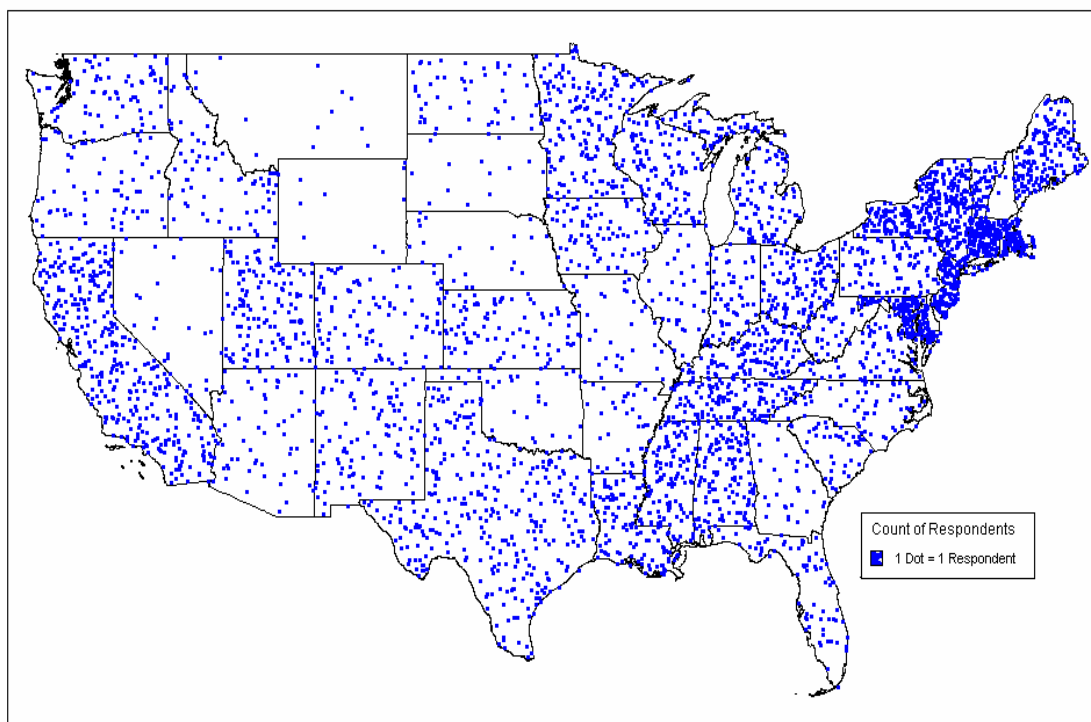 Count of Respondents
1 Dot = 1 Respondent